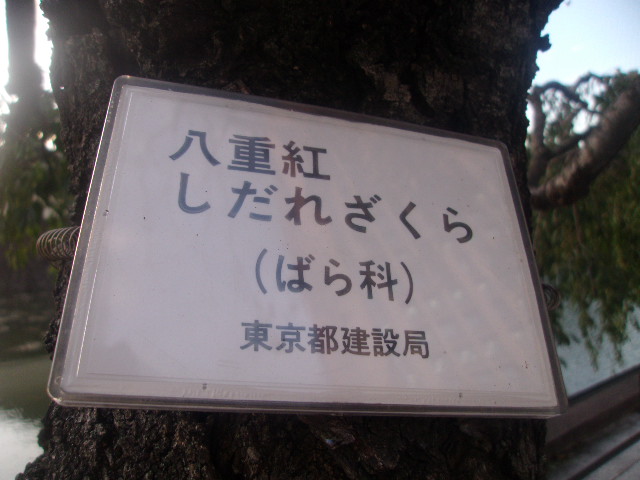 八重紅
しだれざくら
(ばら科)
東京都建設局